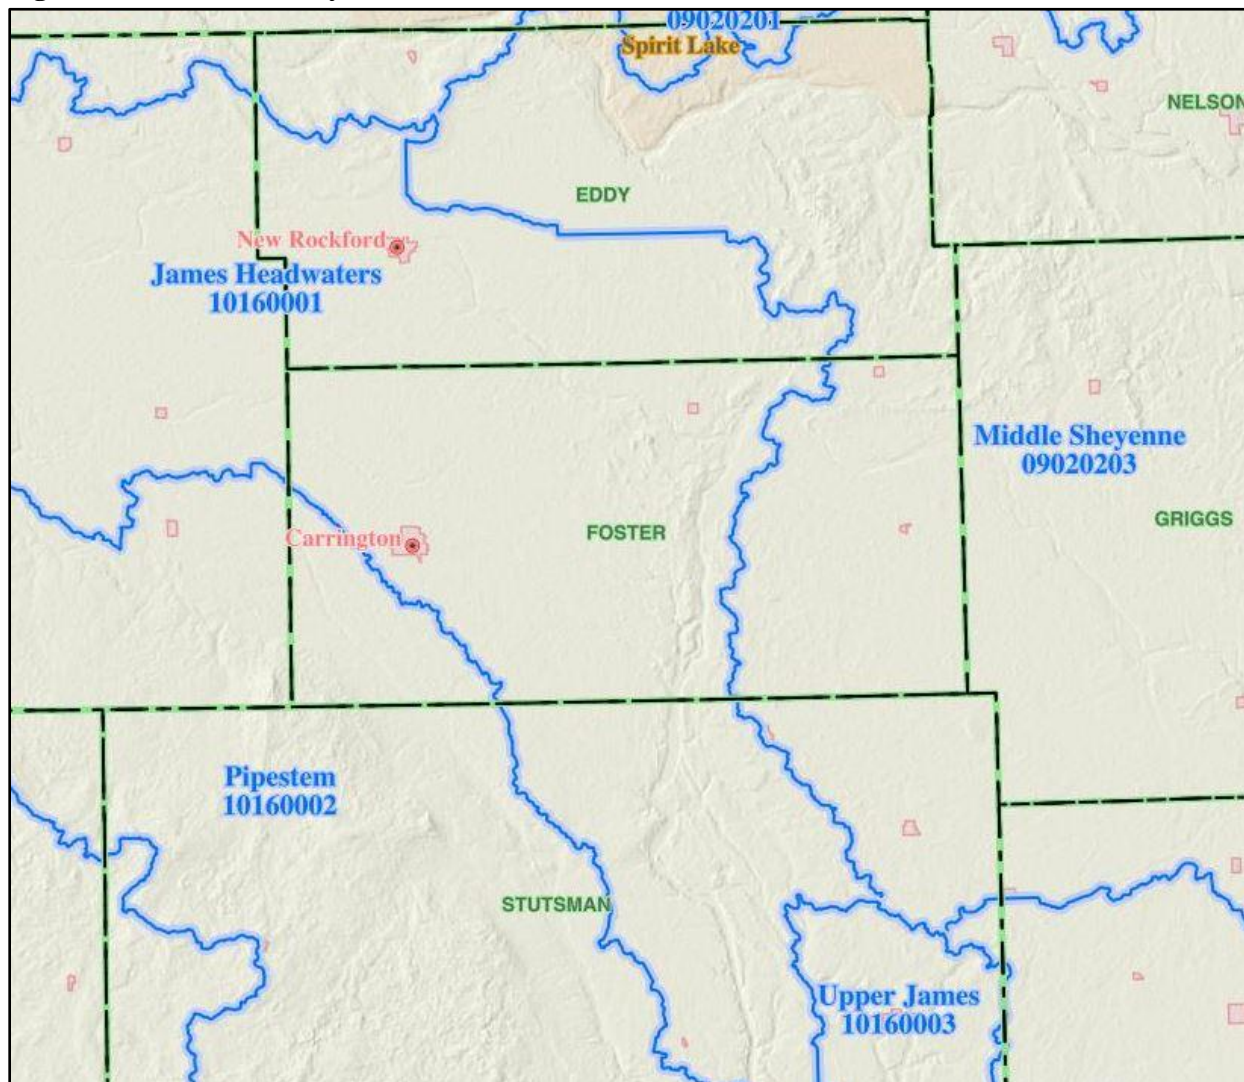 09020201
Spirit Lake
NELSON
EDDY
New Rockford
James Headwaters
10160001
Middle Sheyenne
09020203
GRIGGS
FOSTER
Carrington
Pipestem
10160002
STUTSMAN
Upper James
10160003